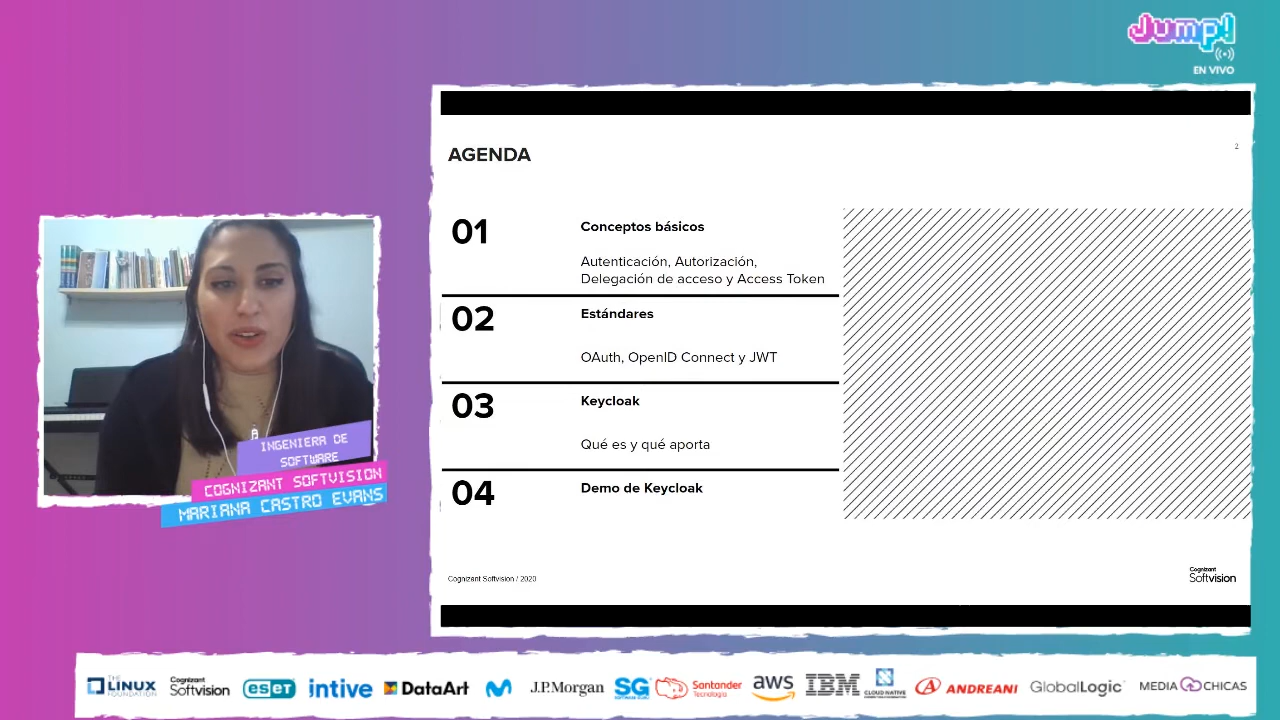 Jump!
EN VIVO
AGENDA
2
01
Conceptos básicos
Autenticación, Autorización,
Delegación de acceso y Access Token
02
Estándares
OAuth, OpenID Connect y JWT
03
Keycloak
Qué es y qué aporta
04
Demo de Keycloak
Cognizant Softvision / 2020
Cognizant
Softvision
INGENIERA DE
SOFTWARE
COGNIZANT SOFTVISION
MARIANA CASTRO EVANS
THE
LINUX
FOUNDATION
Cognizant
Softvision
eset
intive
DataArt
J.P.Morgan
SG
Santander
Tecnología
aws
IBM
CLOUD NATIVE
ANDREANI
GlobalLogic
MEDIA CHICAS